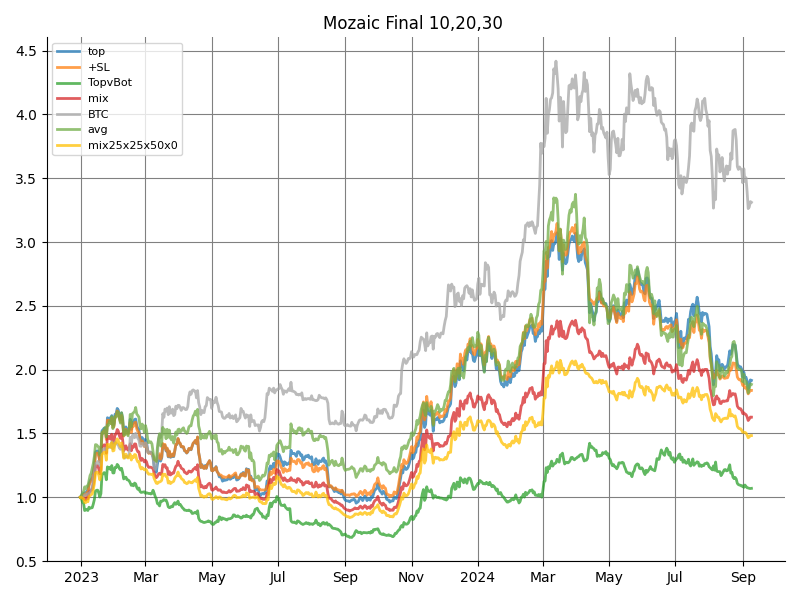 Mozaic Final 10,20,30
top
+SL
TopvBot
mix
BTC
avg
mix25x25x50x0
4.5
4.0
3.5
3.0
2.5
2.0
1.5
1.0
0.5
2023 Mar May Jul Sep Nov 2024 Mar May Jul Sep